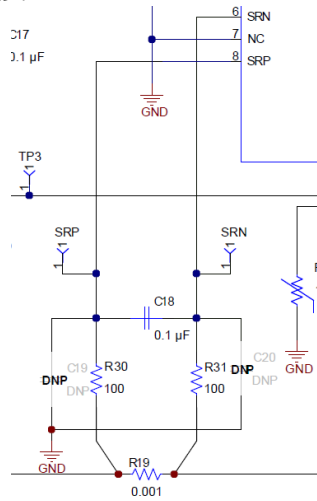 6 SRN
C17
7 NC
0.1 µF
8 SRP
GND
TP3
1
SRP
SRN
1
1
C18
0.1 µF
C19
DNP
DNP
R30
100
R31
100
C20
DNP
DNP
GND
GND
R19
0.001